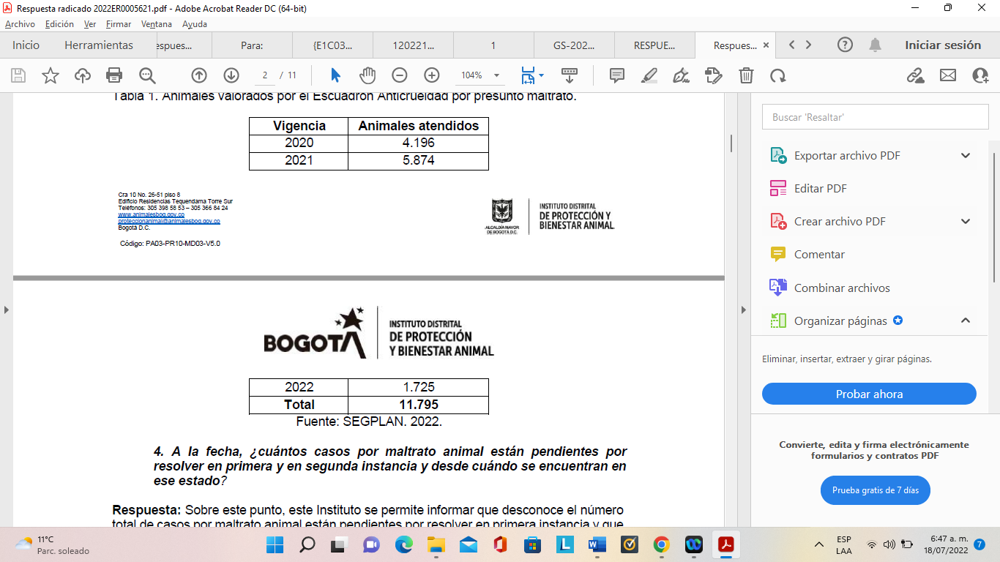 Respuesta radicado 2022ER0005621.pdf - Adobe Acrobat Reader DC (64-bit)
Archivo Edición Ver Firmar Ventana Ayuda
Inicio Herramientas espues... Para: {E1C03... 120221... 1 GS-202... RESPUE... Respues... Iniciar sesión
2 / 11 104%
Tabla 1. Animales valorados por el Escuadrón Anticrueldad por presunto maltrato.
Vigencia Animales atendidos
2020 4.196
2021 5.874
Cra 10 No. 26-51 piso 8
Edificio Residencias Tequendama Torre Sur
Teléfonos: 305 398 58 53 – 305 366 84 24
www.animalesbog.gov.co
proteccionanimal@animalesbog.gov.co
Bogotá D.C.
Código: PA03-PR10-MD03-V5.0
ALCALDÍA MAYOR
DE BOGOTÁ D.C.
INSTITUTO DISTRITAL
DE PROTECCIÓN Y
BIENESTAR ANIMAL
BOGOTÁ
INSTITUTO DISTRITAL
DE PROTECCIÓN
Y BIENESTAR ANIMAL
2022 1.725
Total 11.795
Fuente: SEGPLAN. 2022.
4. A la fecha, ¿cuántos casos por maltrato animal están pendientes por
resolver en primera y en segunda instancia y desde cuándo se encuentran en
ese estado?
Respuesta: Sobre este punto, este Instituto se permite informar que desconoce el número
total de casos por maltrato animal están pendientes por resolver en primera instancia y que
Buscar 'Resaltar'
Exportar archivo PDF
Editar PDF
Crear archivo PDF
Comentar
Combinar archivos
Organizar páginas
Eliminar, insertar, extraer y girar páginas.
Probar ahora
Convierte, edita y firma electrónicamente
formularios y contratos PDF
Prueba gratis de 7 días
11°C
Parc. soleado
ESP
LAA
6:47 a. m.
18/07/2022
7